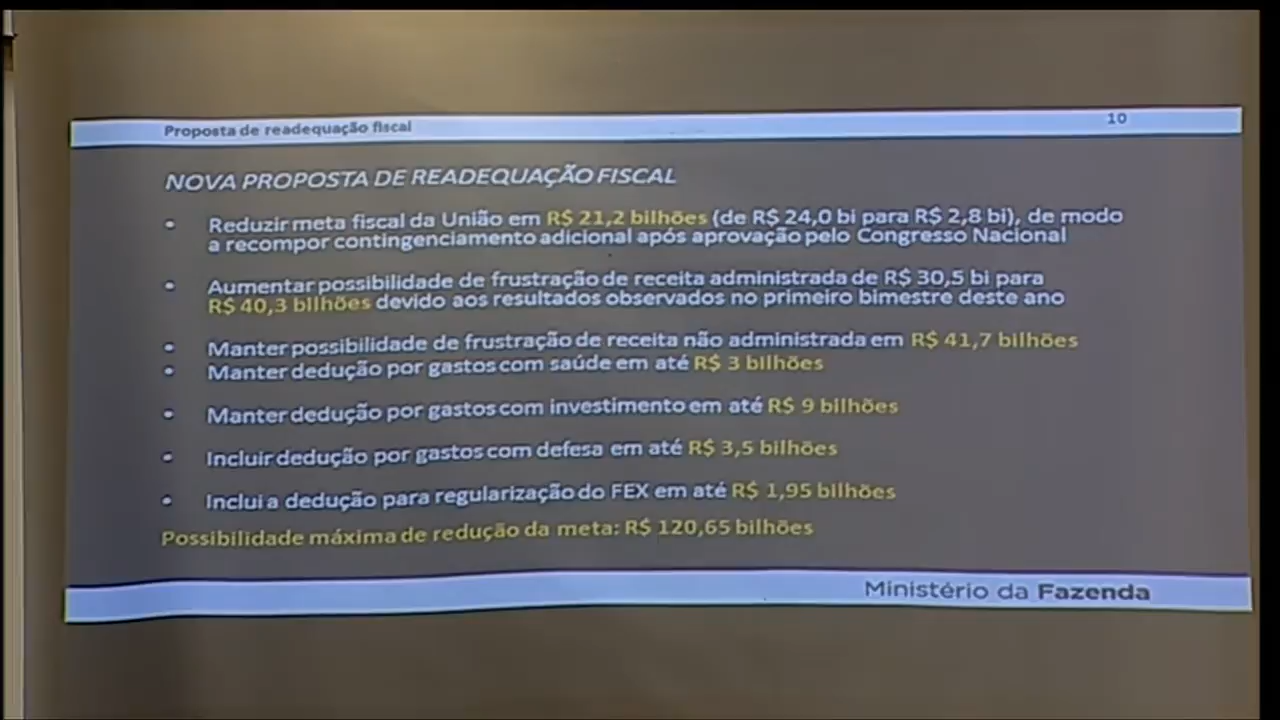 Proposta de readequação fiscal
10
NOVA PROPOSTA DE READEQUAÇÃO FISCAL
• Reduzir meta fiscal da União em R$ 21,2 bilhões (de R$ 24,0 bi para R$ 2,8 bi), de modo
a recompor contingenciamento adicional após aprovação pelo Congresso Nacional
• Aumentar possibilidade de frustração de receita administrada de R$ 30,5 bi para
R$ 40,3 bilhões devido aos resultados observados no primeiro bimestre deste ano
• Manter possibilidade de frustração de receita não administrada em R$ 41,7 bilhões
• Manter dedução por gastos com saúde em até R$ 3 bilhões
• Manter dedução por gastos com investimento em até R$ 9 bilhões
• Incluir dedução por gastos com defesa em até R$ 3,5 bilhões
• Inclui a dedução para regularização do FEX em até R$ 1,95 bilhões
Possibilidade máxima de redução da meta: R$ 120,65 bilhões
Ministério da Fazenda